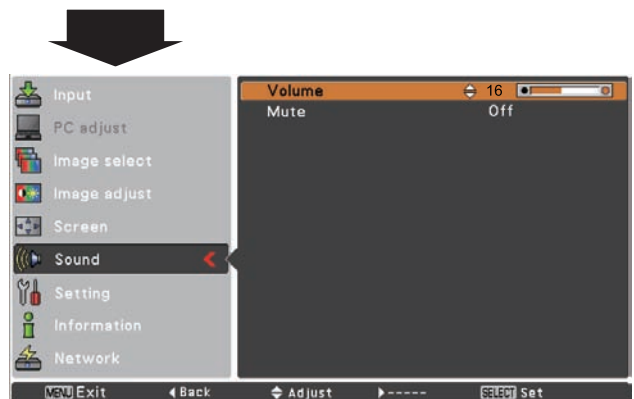 Input
PC adjust
Image select
Image adjust
Screen
Sound
Setting
Information
Network
Volume 16
Mute Off
MENU Exit Back Adjust ----- SELECT Set